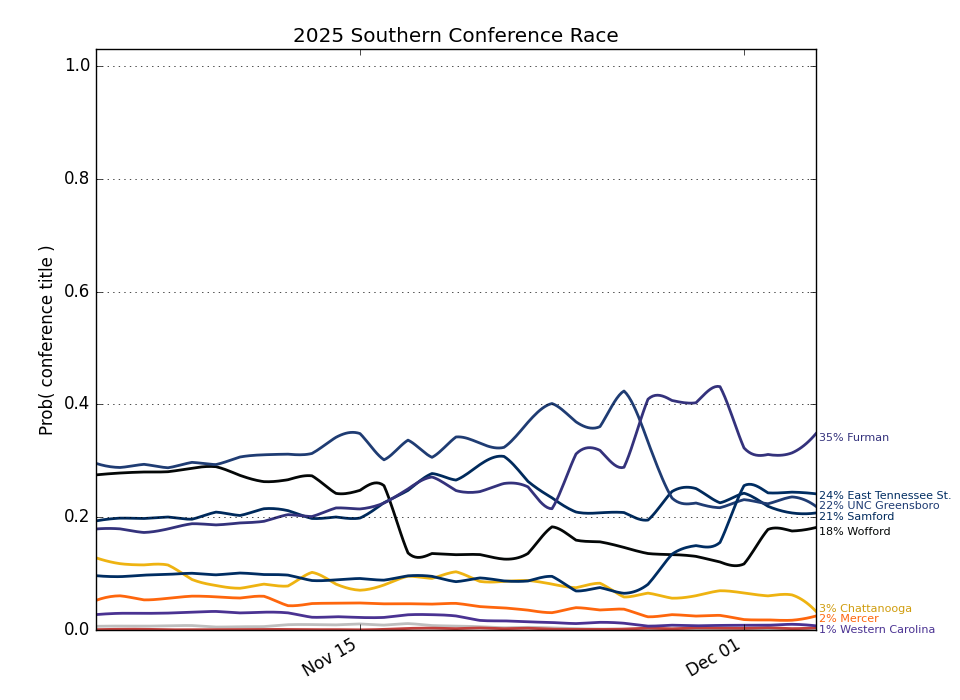 2025 Southern Conference Race
Prob( conference title )
1.0
0.8
0.6
0.4
0.2
0.0
Nov 15
Dec 01
35% Furman
24% East Tennessee St.
22% UNC Greensboro
21% Samford
18% Wofford
3% Chattanooga
2% Mercer
1% Western Carolina